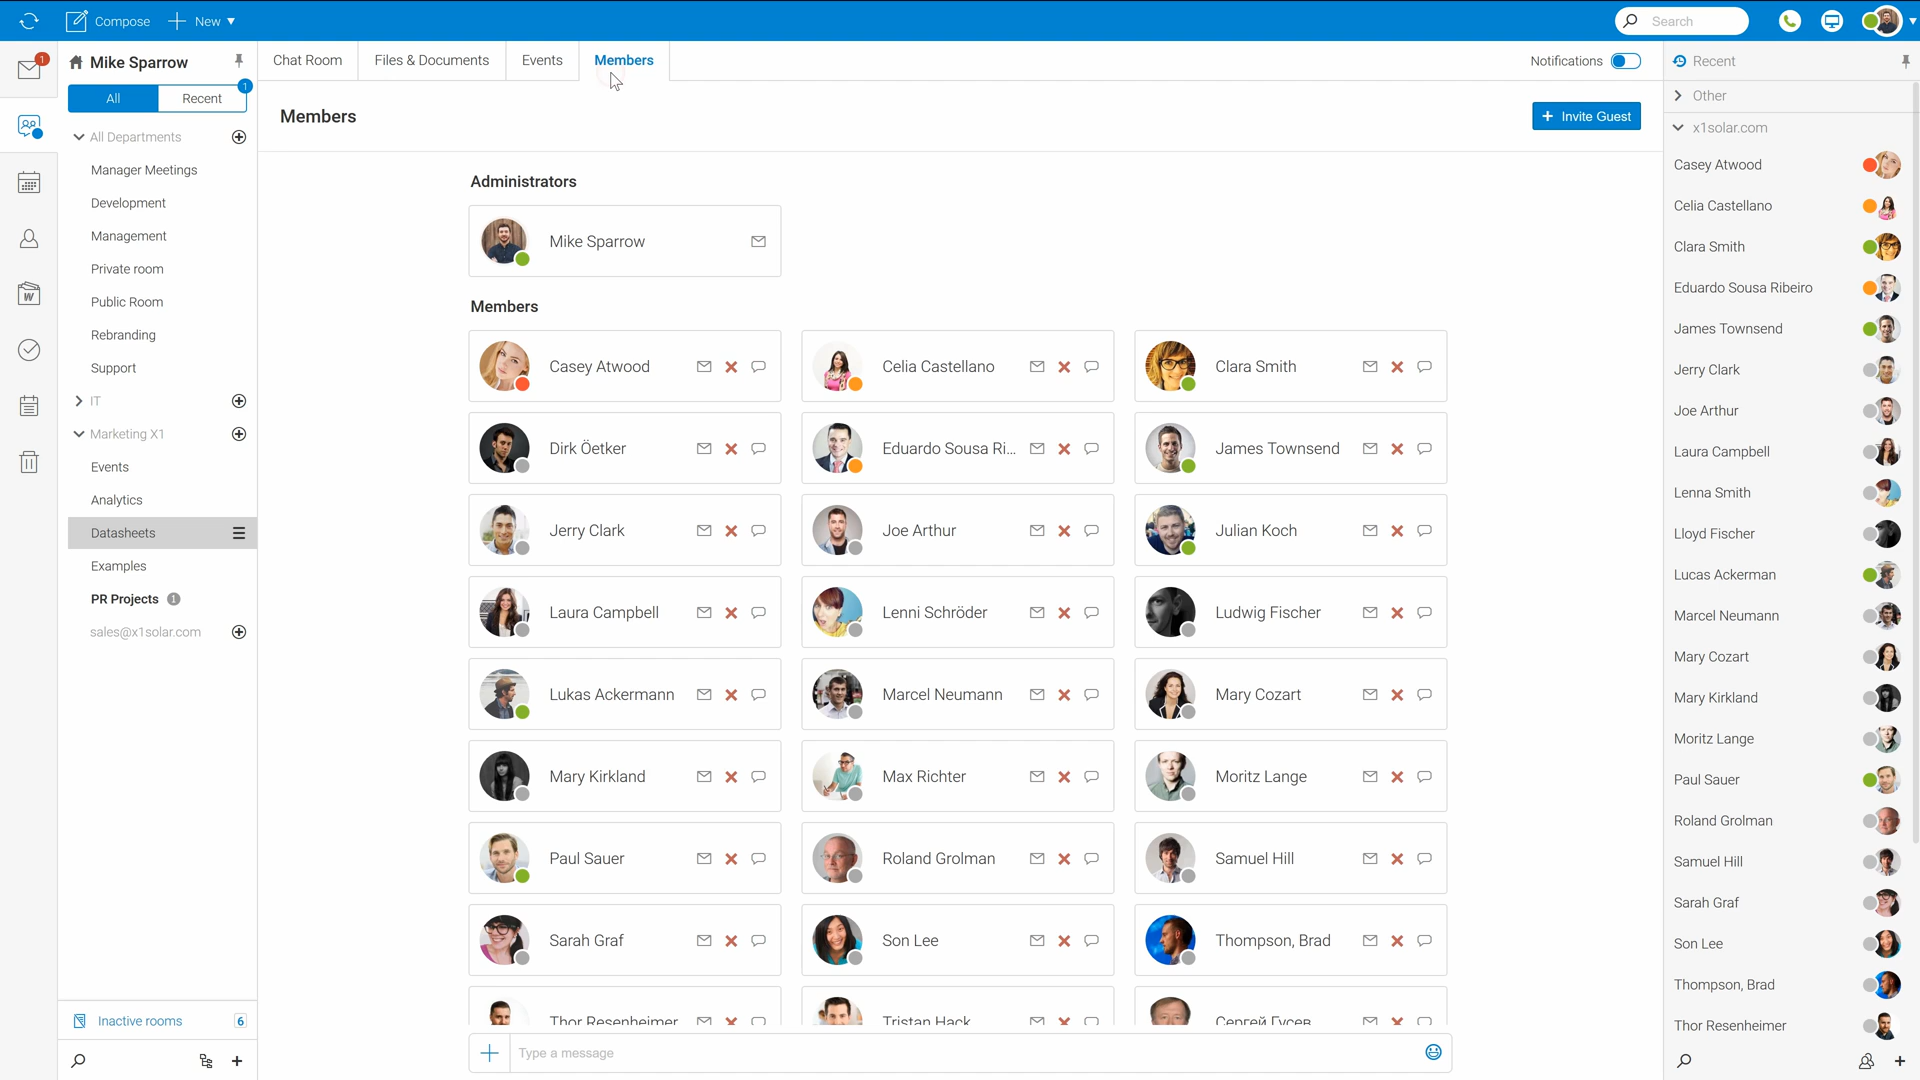 Compose
New
Search
1
Mike Sparrow
1
All
Recent
All Departments
Manager Meetings
Development
Management
Private room
Public Room
Rebranding
Support
IT
Marketing X1
Events
Analytics
Datasheets
Examples
PR Projects 1
sales@x1solar.com
Inactive rooms 6
W
Chat Room
Files & Documents
Events
Members
Notifications
Members
+ Invite Guest
Administrators
Mike Sparrow
Members
Casey Atwood
Celia Castellano
Clara Smith
Dirk Öetker
Eduardo Sousa Ri...
James Townsend
Jerry Clark
Joe Arthur
Julian Koch
Laura Campbell
Lenni Schröder
Ludwig Fischer
Lukas Ackermann
Marcel Neumann
Mary Cozart
Mary Kirkland
Max Richter
Moritz Lange
Paul Sauer
Roland Grolman
Samuel Hill
Sarah Graf
Son Lee
Thompson, Brad
Thor Resenheimer
Tristan Hack
Сергей Гусев
Type a message
Recent
Other
x1solar.com
Casey Atwood
Celia Castellano
Clara Smith
Eduardo Sousa Ribeiro
James Townsend
Jerry Clark
Joe Arthur
Laura Campbell
Lenna Smith
Lloyd Fischer
Lucas Ackerman
Marcel Neumann
Mary Cozart
Mary Kirkland
Moritz Lange
Paul Sauer
Roland Grolman
Samuel Hill
Sarah Graf
Son Lee
Thompson, Brad
Thor Resenheimer